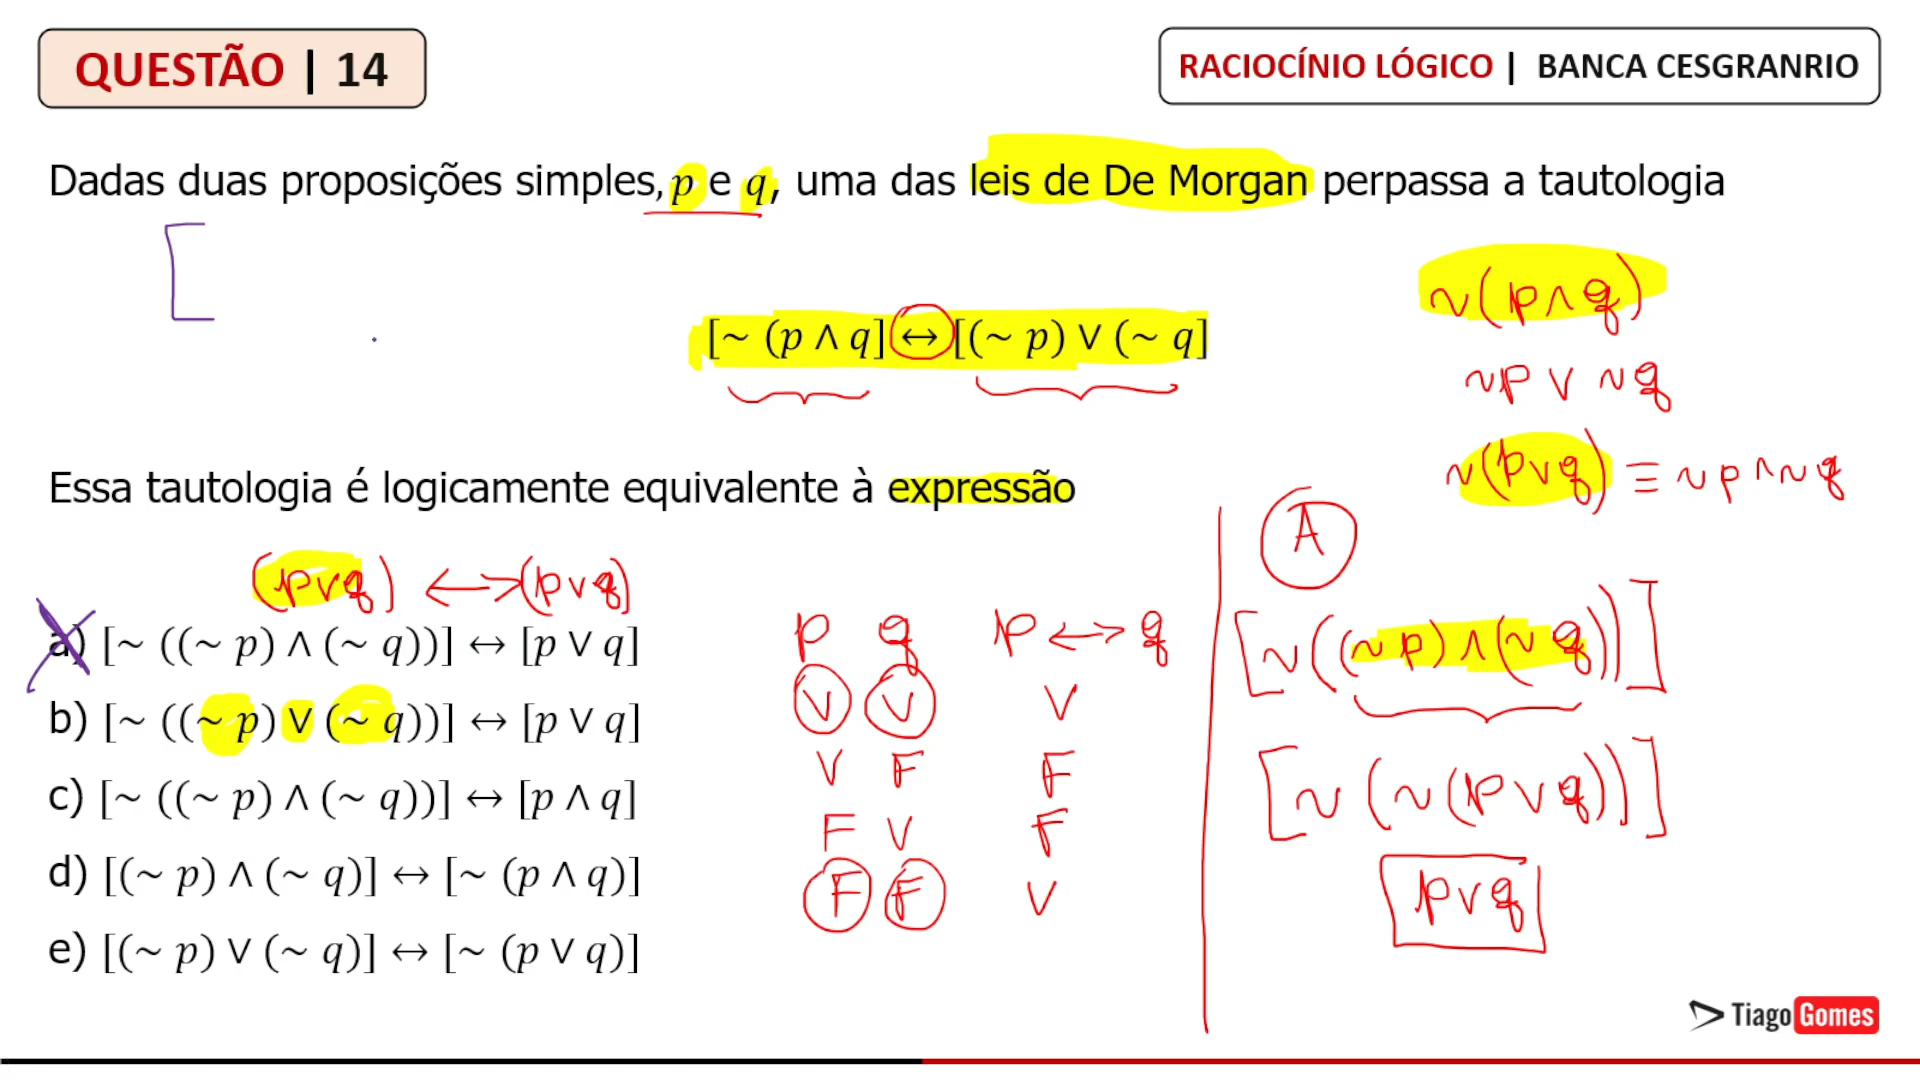 QUESTÃO | 14
RACIOCÍNIO LÓGICO | BANCA CESGRANRIO
Dadas duas proposições simples, p e q, uma das leis de De Morgan perpassa a tautologia
[
[~ (p ∧ q] ↔ [(~ p) ∨ (~ q]
~(p∧q)
~p ∨ ~q
~(p∨q) ≡ ~p∧~q
Essa tautologia é logicamente equivalente à expressão
(p∨q) ↔ (p∨q)
a) [~ ((~ p) ∧ (~ q))] ↔ [p ∨ q]
b) [~ ((~ p) ∨ (~ q))] ↔ [p ∨ q]
c) [~ ((~ p) ∧ (~ q))] ↔ [p ∧ q]
d) [(~ p) ∧ (~ q)] ↔ [~ (p ∧ q)]
e) [(~ p) ∨ (~ q)] ↔ [~ (p ∨ q)]
p q p ↔ q
V V V
V F F
F V F
F F V
A
[~((~p)∧(~q))]
[~(~(p∨q))]
p∨q
Tiago Gomes